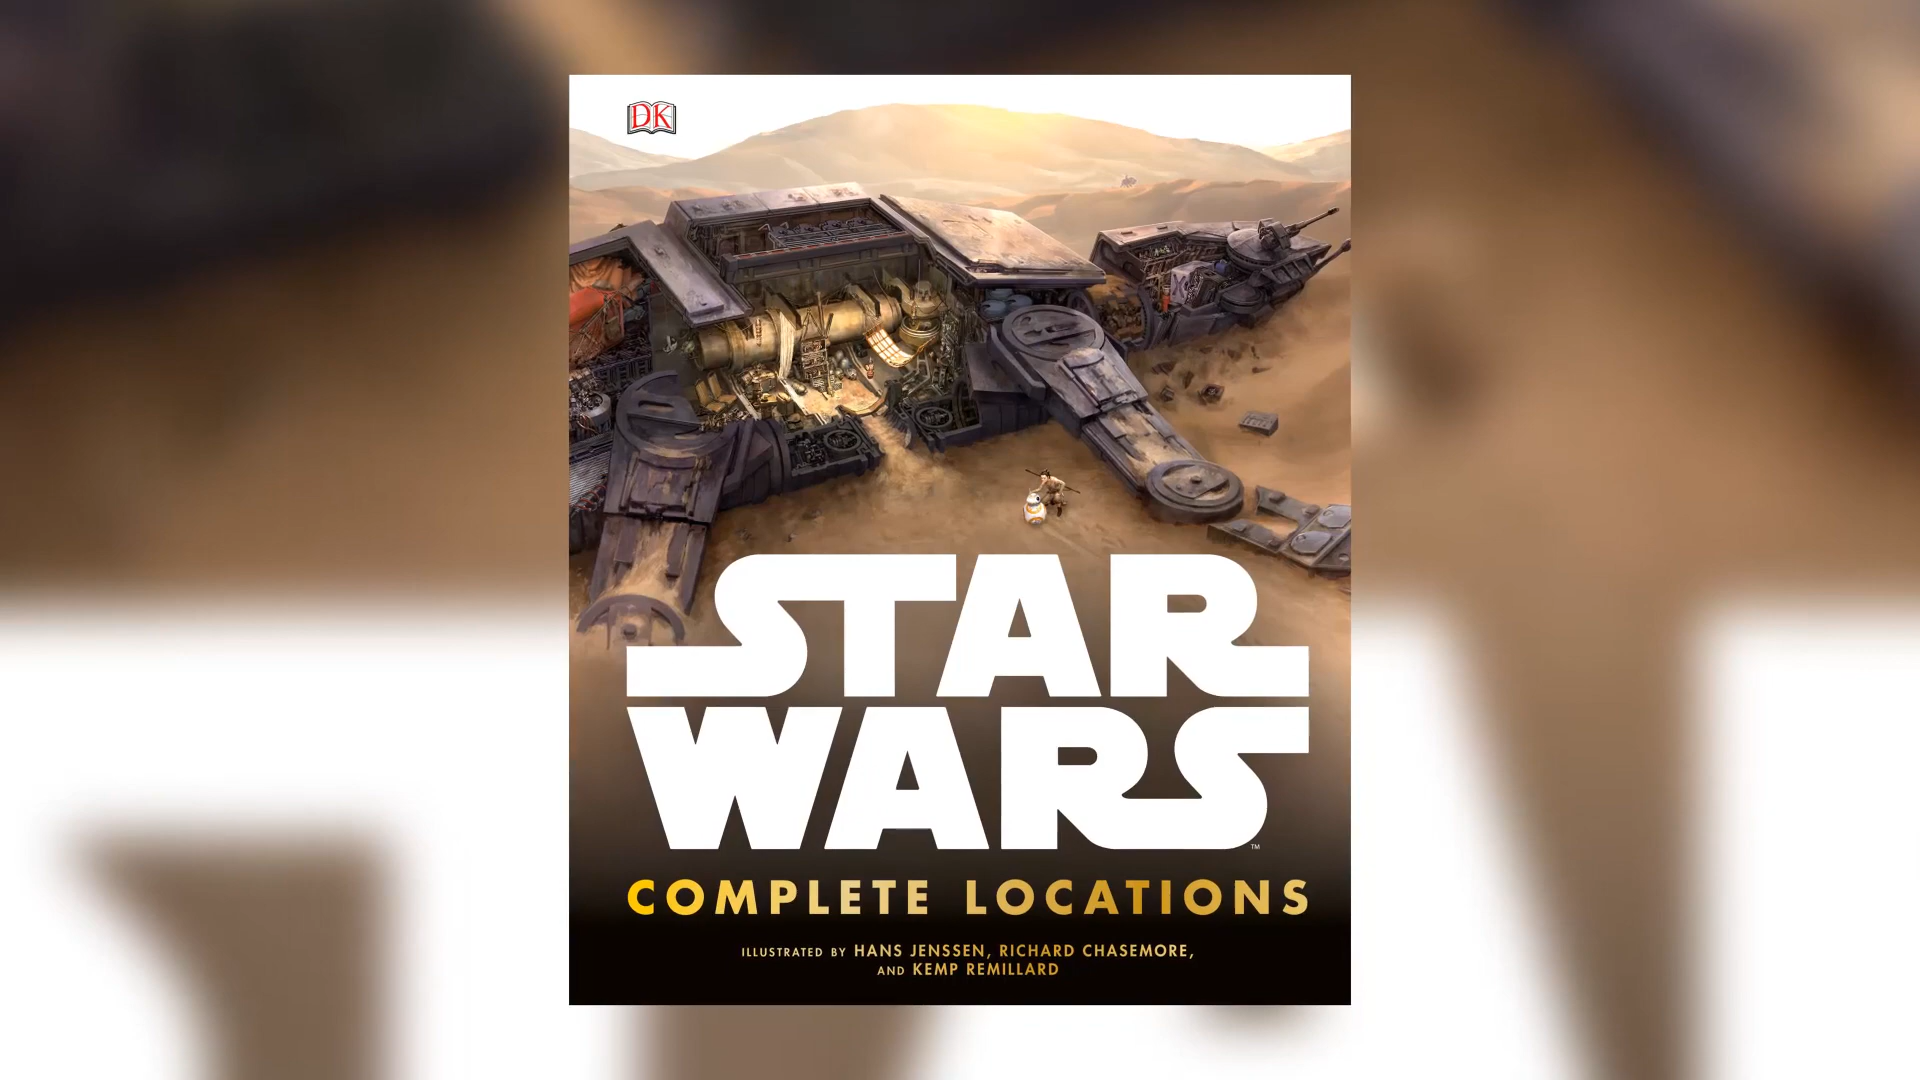 DK
STAR
WARS
™
COMPLETE LOCATIONS
ILLUSTRATED BY HANS JENSSEN, RICHARD CHASEMORE,
AND KEMP REMILLARD